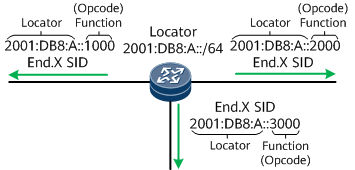 (Opcode)
Locator Function
2001:DB8:A::1000
End.X SID
Locator
2001:DB8:A::/64
(Opcode)
Locator Function
2001:DB8:A::2000
End.X SID
End.X SID
2001:DB8:A::3000
Locator Function
(Opcode)